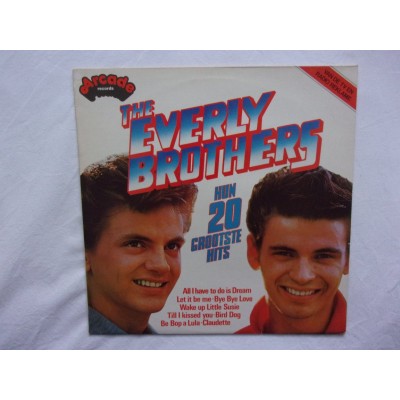 Arcade
records
THE
EVERLY
BROTHERS
HUN
20
GROOTSTE
HITS
All I have to do is Dream
Let it be me-Bye Bye Love
Wake up Little Susie
Till I kissed you-Bird Dog
Be Bop a Lula-Claudette